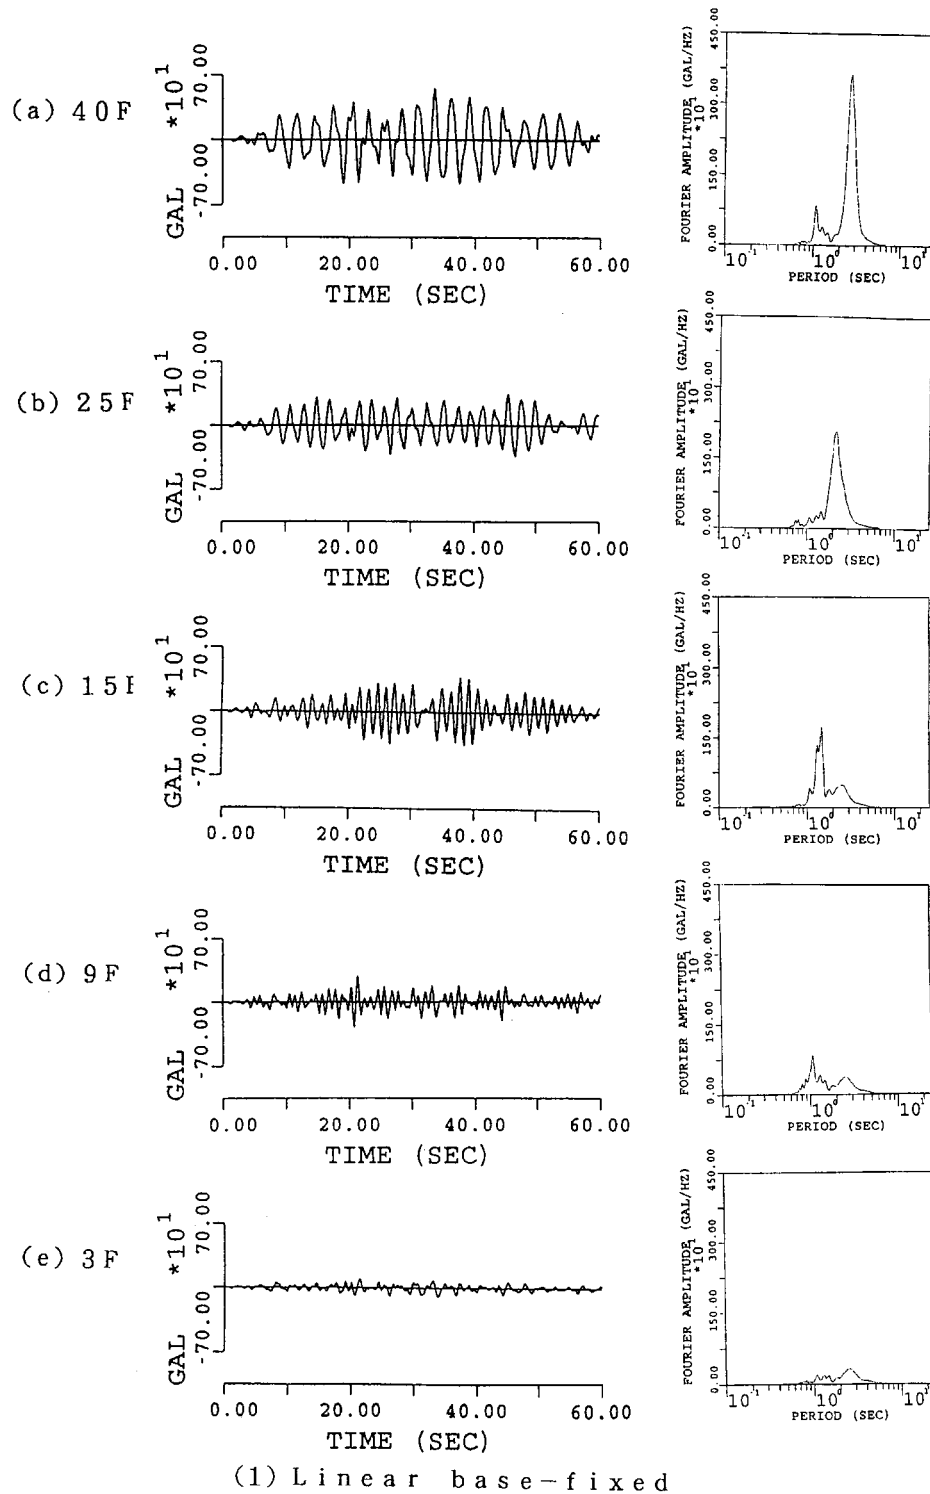 (a) 40F
GAL *10^1
70.00
-70.00
0.00 20.00 40.00 60.00
TIME (SEC)
FOURIER AMPLITUDE (GAL/HZ)
*10^1
0.00 150.00 300.00 450.00
10^-1 10^0 10^1
PERIOD (SEC)
(b) 25F
GAL *10^1
70.00
-70.00
0.00 20.00 40.00 60.00
TIME (SEC)
FOURIER AMPLITUDE (GAL/HZ)
*10^1
0.00 150.00 300.00 450.00
10^-1 10^0 10^1
PERIOD (SEC)
(c) 15F
GAL *10^1
70.00
-70.00
0.00 20.00 40.00 60.00
TIME (SEC)
FOURIER AMPLITUDE (GAL/HZ)
*10^1
0.00 150.00 300.00 450.00
10^-1 10^0 10^1
PERIOD (SEC)
(d) 9F
GAL *10^1
70.00
-70.00
0.00 20.00 40.00 60.00
TIME (SEC)
FOURIER AMPLITUDE (GAL/HZ)
*10^1
0.00 150.00 300.00 450.00
10^-1 10^0 10^1
PERIOD (SEC)
(e) 3F
GAL *10^1
70.00
-70.00
0.00 20.00 40.00 60.00
TIME (SEC)
FOURIER AMPLITUDE (GAL/HZ)
*10^1
0.00 150.00 300.00 450.00
10^-1 10^0 10^1
PERIOD (SEC)
(1) Linear base-fixed